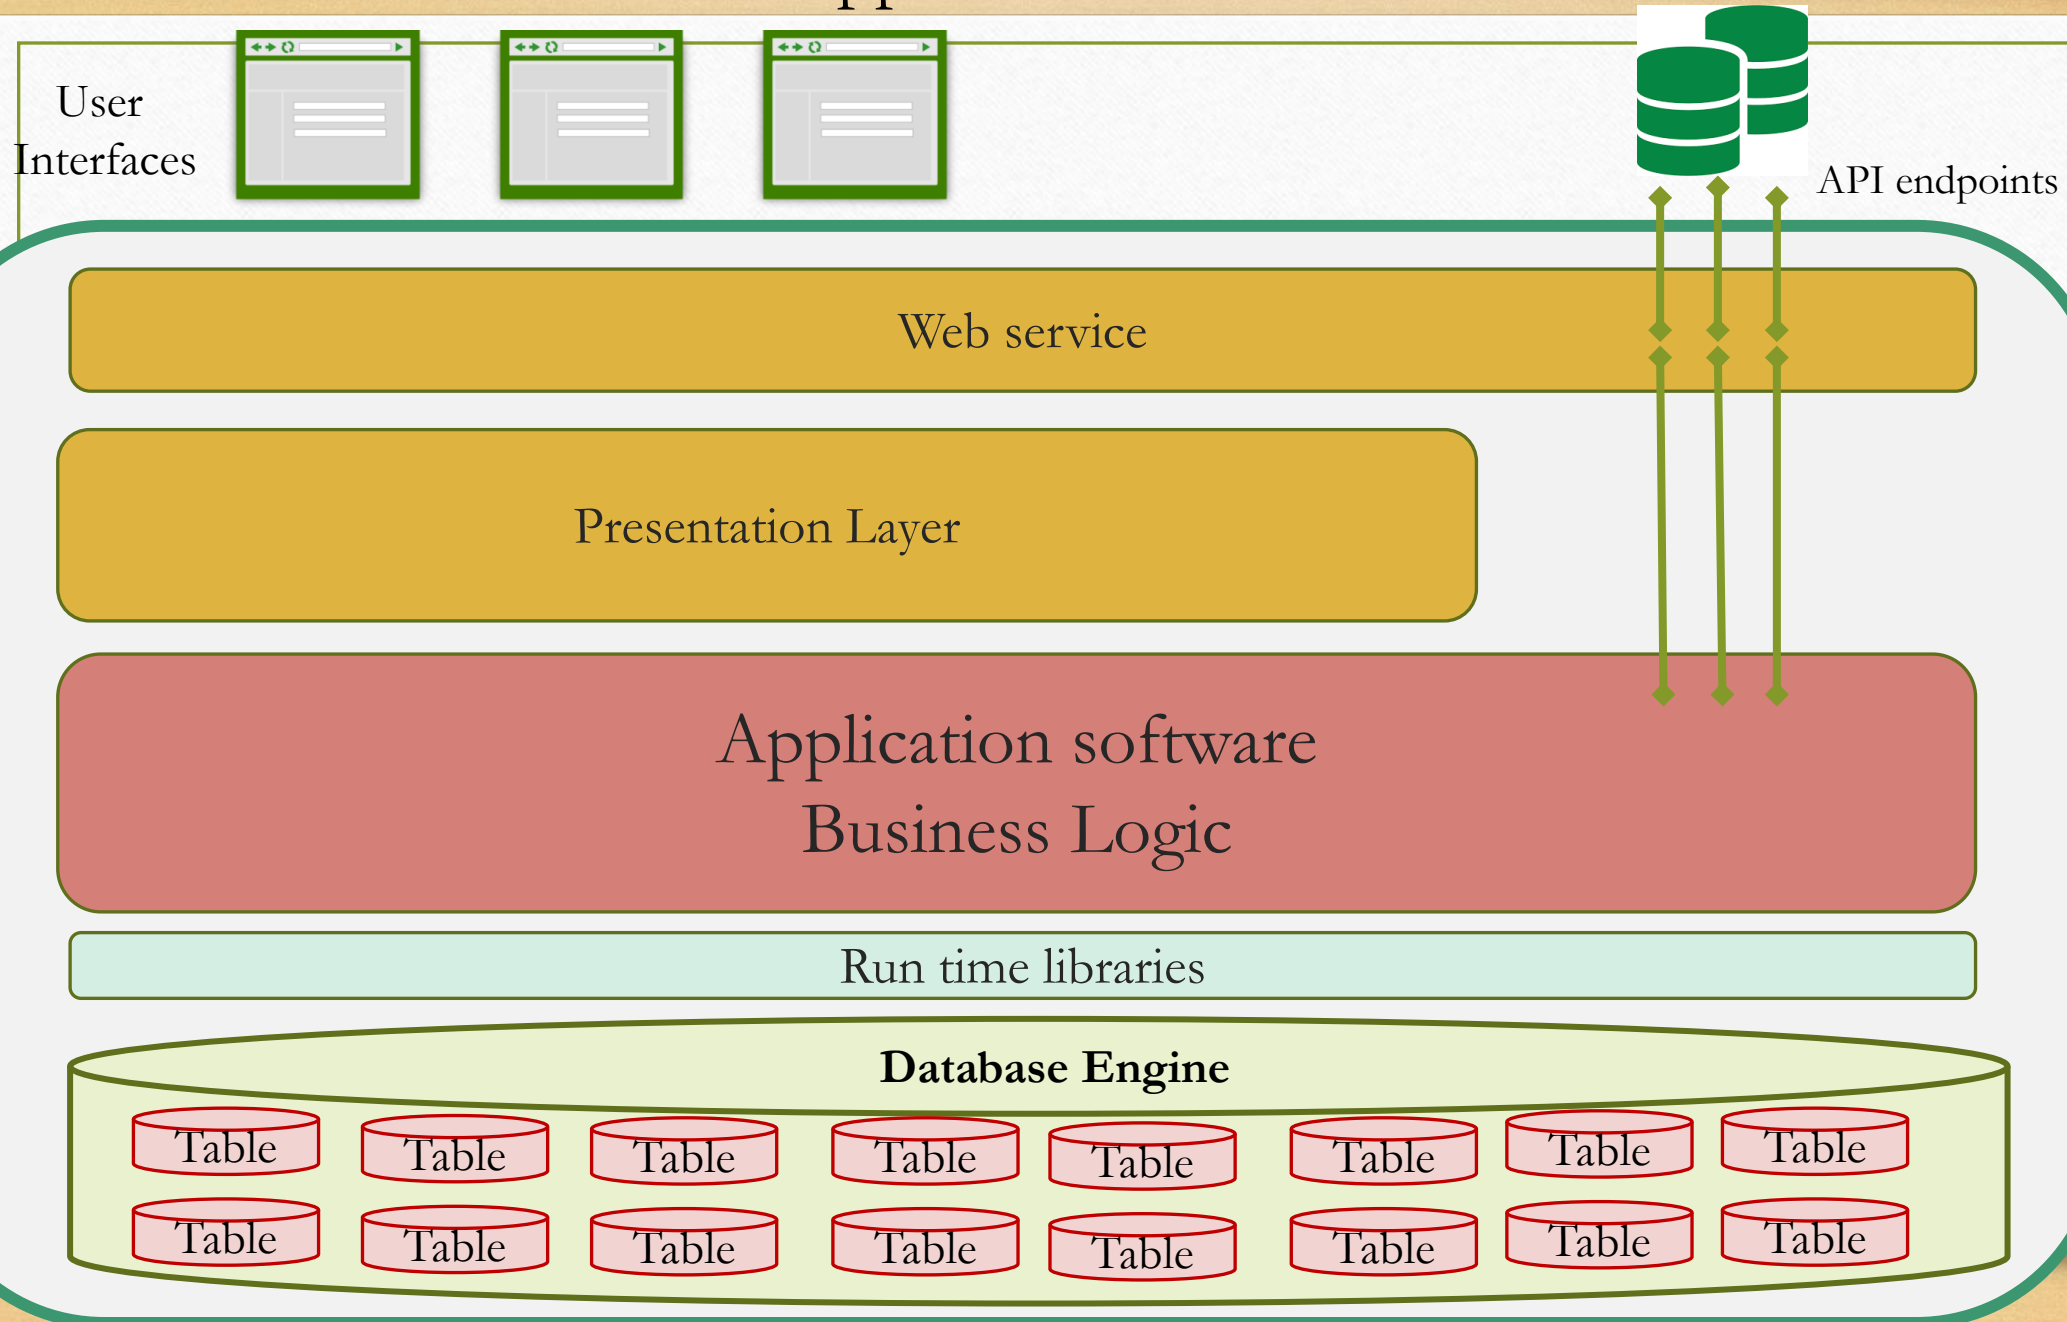 User
Interfaces
API endpoints
Web service
Presentation Layer
Application software
Business Logic
Run time libraries
Database Engine
Table Table Table Table Table Table Table Table
Table Table Table Table Table Table Table Table